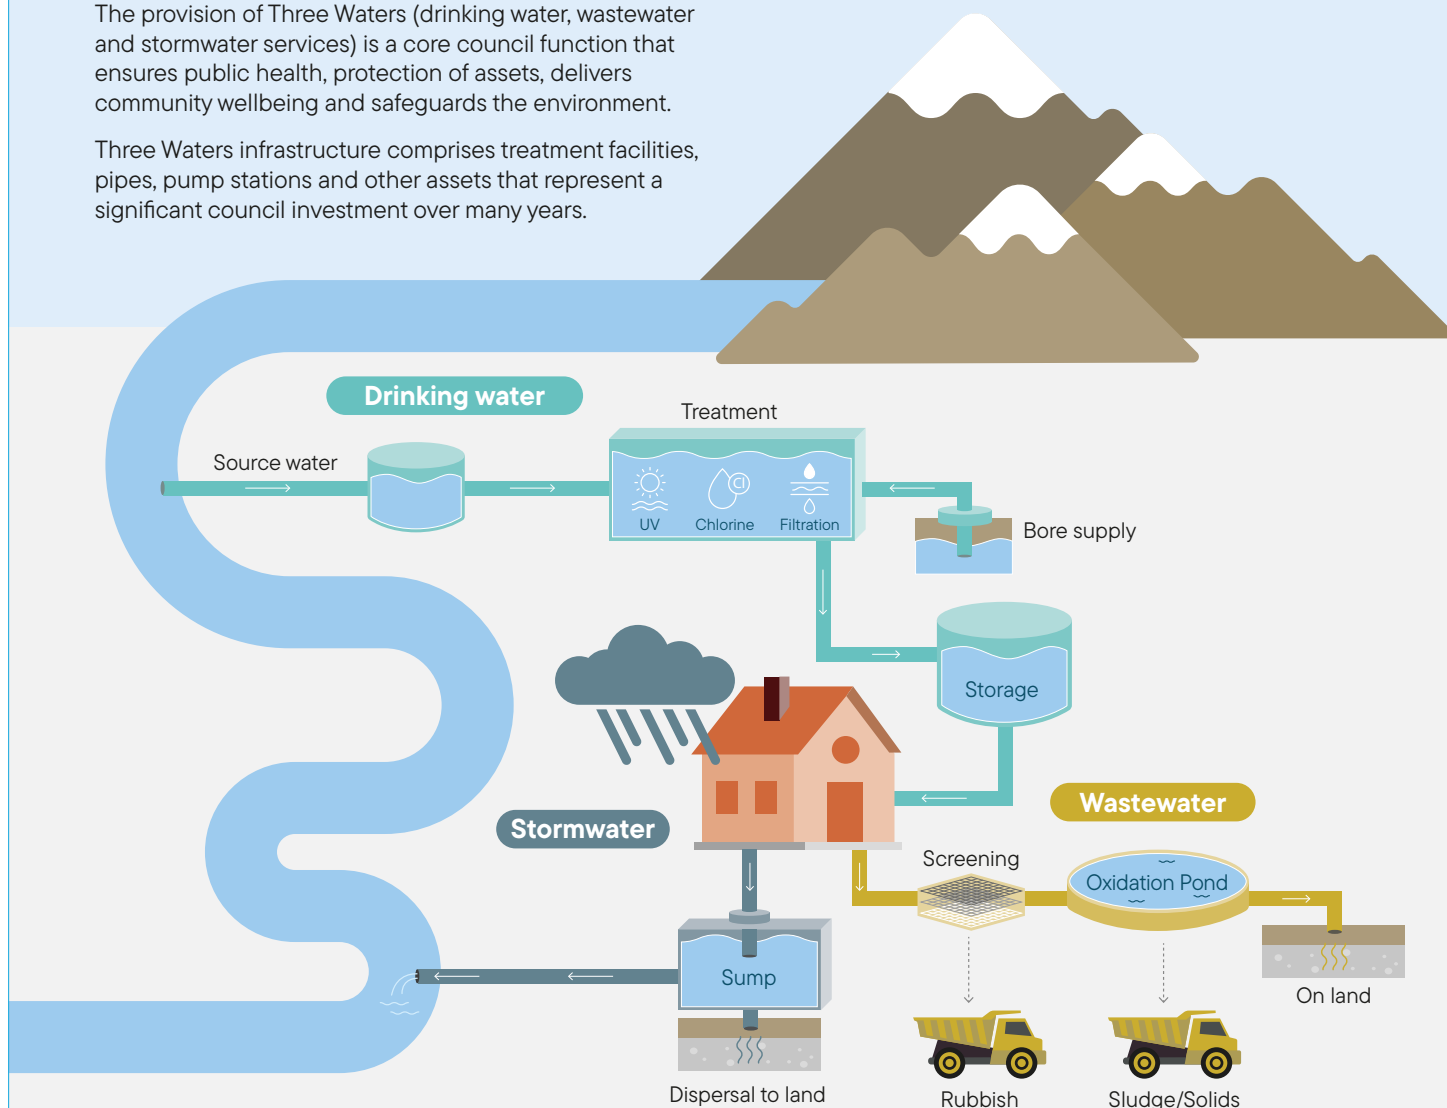 The provision of Three Waters (drinking water, wastewater
and stormwater services) is a core council function that
ensures public health, protection of assets, delivers
community wellbeing and safeguards the environment.
Three Waters infrastructure comprises treatment facilities,
pipes, pump stations and other assets that represent a
significant council investment over many years.
Drinking water
Treatment
Source water
Cl
UV
Chlorine
Filtration
Bore supply
Storage
Wastewater
Stormwater
Screening
Oxidation Pond
Sump
On land
Dispersal to land
Rubbish
Sludge/Solids